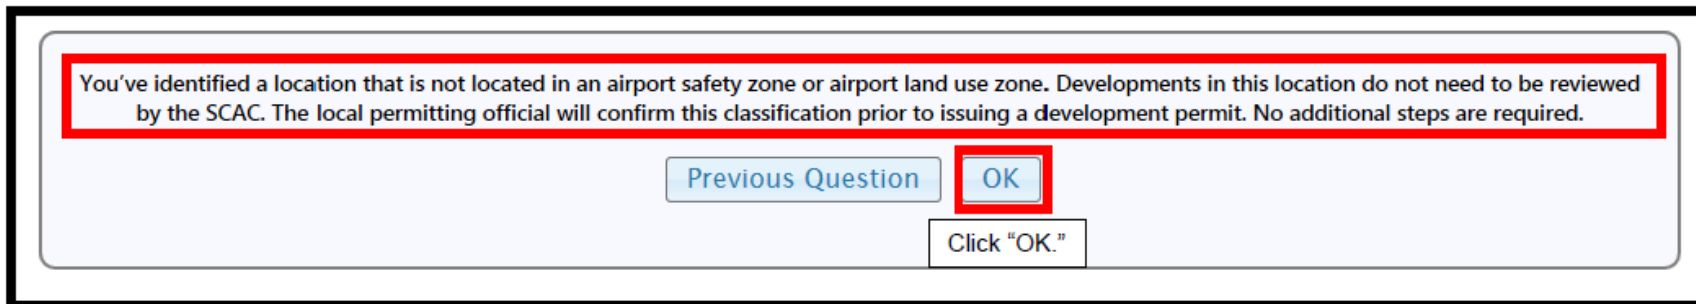 You've identified a location that is not located in an airport safety zone or airport land use zone. Developments in this location do not need to be reviewed
by the SCAC. The local permitting official will confirm this classification prior to issuing a development permit. No additional steps are required.
Previous Question OK
Click “OK.”